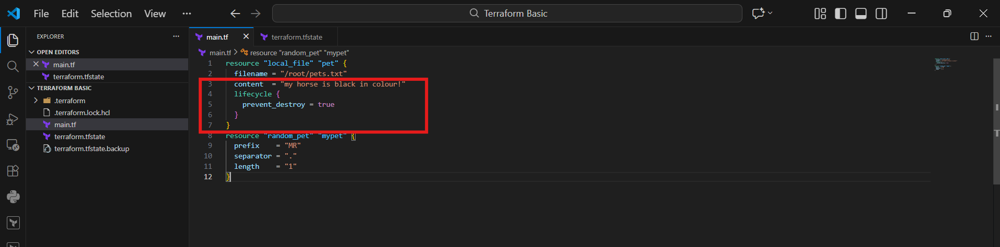 File Edit Selection View ··· Terraform Basic
EXPLORER ···
OPEN EDITORS
main.tf
terraform.tfstate
TERRAFORM BASIC
.terraform
.terraform.lock.hcl
main.tf
terraform.tfstate
terraform.tfstate.backup
main.tf terraform.tfstate ···
main.tf > resource "random_pet" "mypet"
1 resource "local_file" "pet" {
2 filename = "/root/pets.txt"
3 content = "my horse is black in colour!"
4 lifecycle {
5 prevent_destroy = true
6 }
7 }
8 resource "random_pet" "mypet" {
9 prefix = "MR"
10 separator = "."
11 length = "1"
12 }